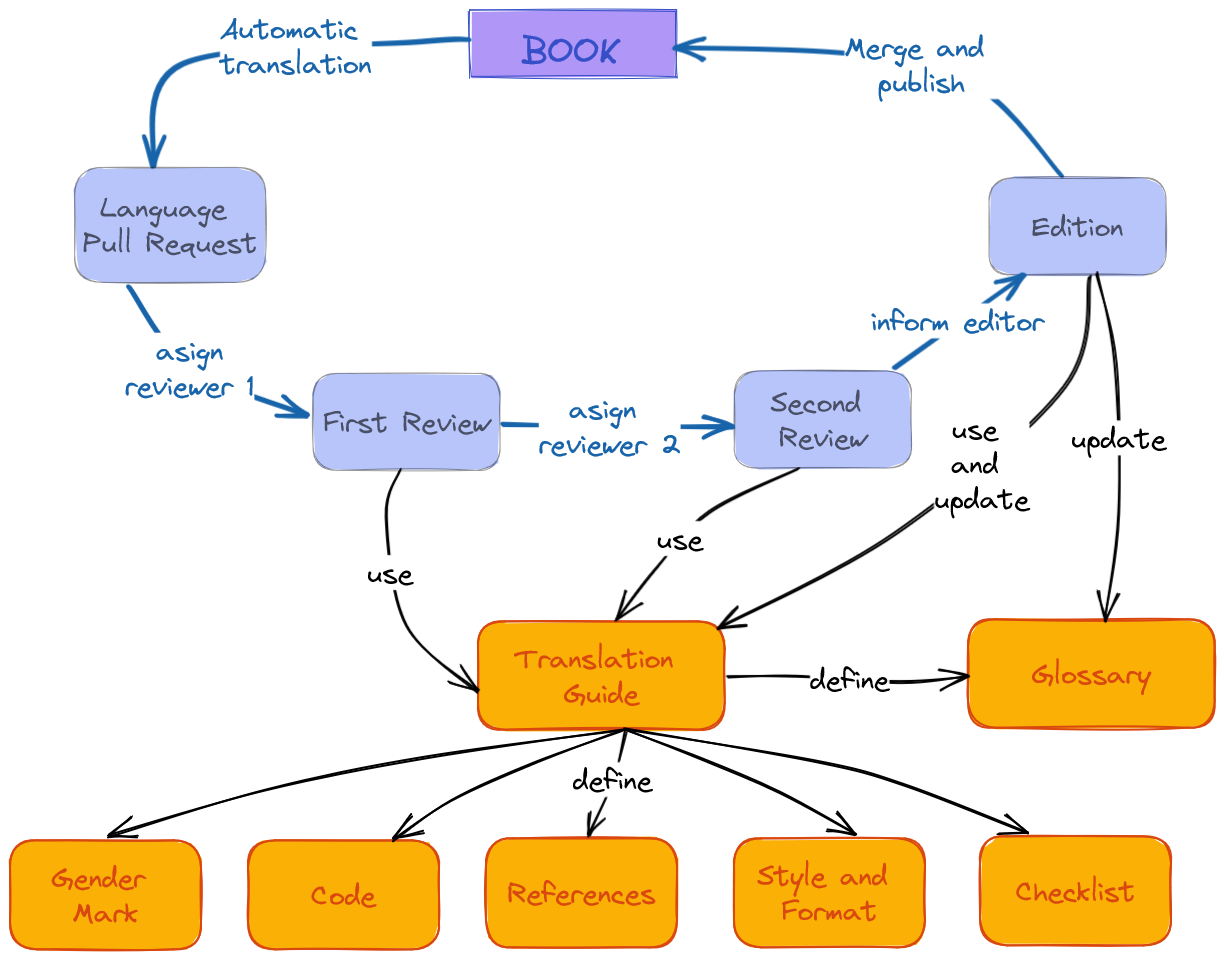 Automatic
translation
BOOK
Merge and
publish
Language
Pull Request
Edition
asign
reviewer 1
First Review
asign
reviewer 2
Second
Review
inform editor
use
and
update
update
use
use
Translation
Guide
define
Glossary
define
Gender
Mark
Code
References
Style and
Format
Checklist